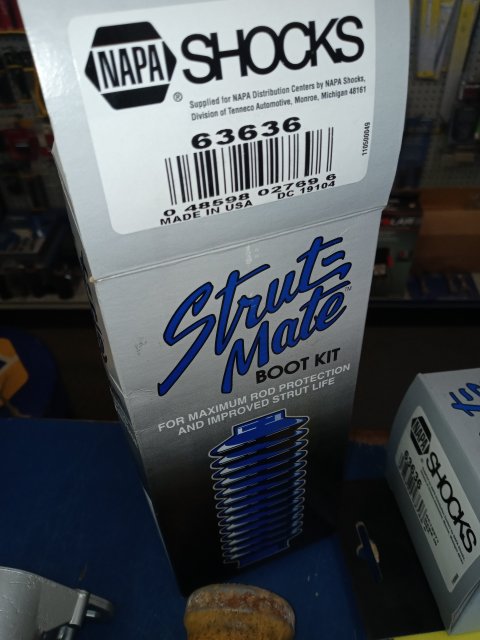 NAPA
SHOCKS
®
Supplied for NAPA Distribution Centers by NAPA Shocks,
Division of Tenneco Automotive, Monroe, Michigan 48161
63636
110500049
0 48598 02769 6
MADE IN USA DC 19104
Strut-
Mate™
BOOT KIT
FOR MAXIMUM ROD PROTECTION
AND IMPROVED STRUT LIFE
NAPA
SHOCKS
63636